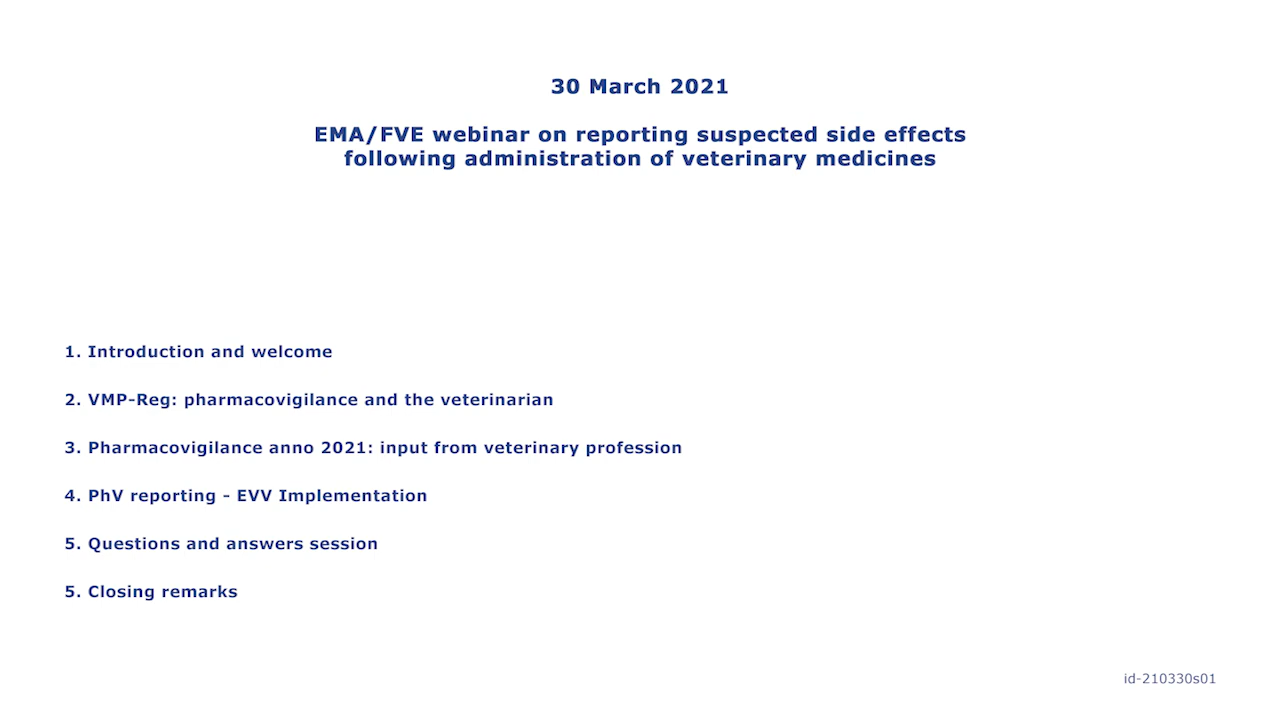 30 March 2021
EMA/FVE webinar on reporting suspected side effects
following administration of veterinary medicines
1. Introduction and welcome
2. VMP-Reg: pharmacovigilance and the veterinarian
3. Pharmacovigilance anno 2021: input from veterinary profession
4. PhV reporting - EVV Implementation
5. Questions and answers session
5. Closing remarks
id-210330s01